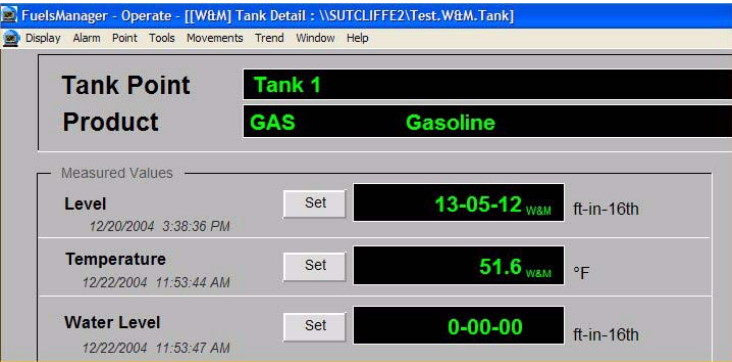 FuelsManager - Operate - [[W&M] Tank Detail : \\SUTCLIFFE2\Test.W&M.Tank]
Display Alarm Point Tools Movements Trend Window Help
Tank Point Tank 1
Product GAS Gasoline
Measured Values
Level Set 13-05-12 W&M ft-in-16th
12/20/2004 3:38:36 PM
Temperature Set 51.6 W&M °F
12/22/2004 11:53:44 AM
Water Level Set 0-00-00 ft-in-16th
12/22/2004 11:53:47 AM